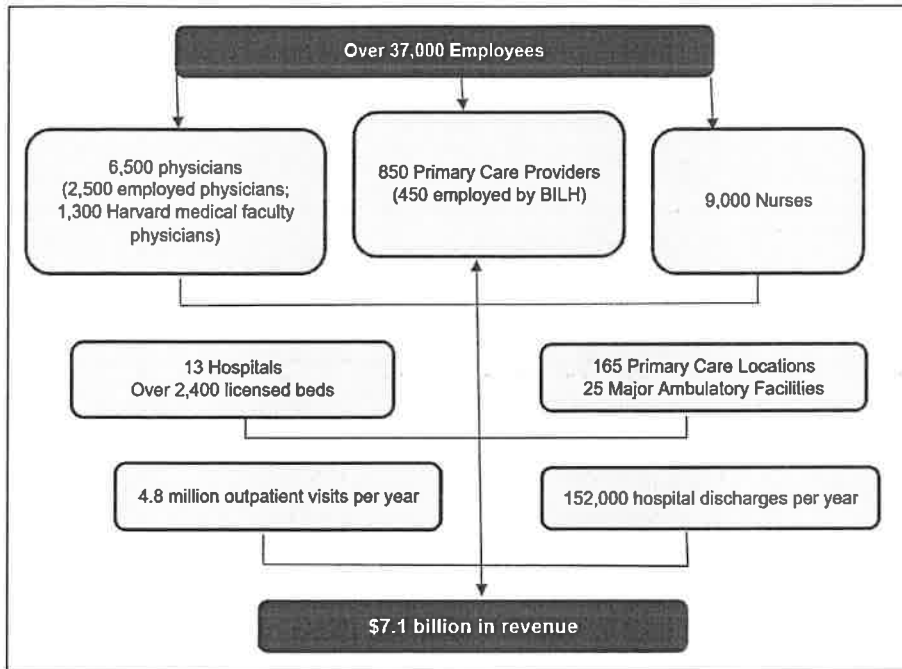 Over 37,000 Employees
6,500 physicians
(2,500 employed physicians;
1,300 Harvard medical faculty
physicians)
850 Primary Care Providers
(450 employed by BILH)
9,000 Nurses
13 Hospitals
Over 2,400 licensed beds
165 Primary Care Locations
25 Major Ambulatory Facilities
4.8 million outpatient visits per year
152,000 hospital discharges per year
$7.1 billion in revenue